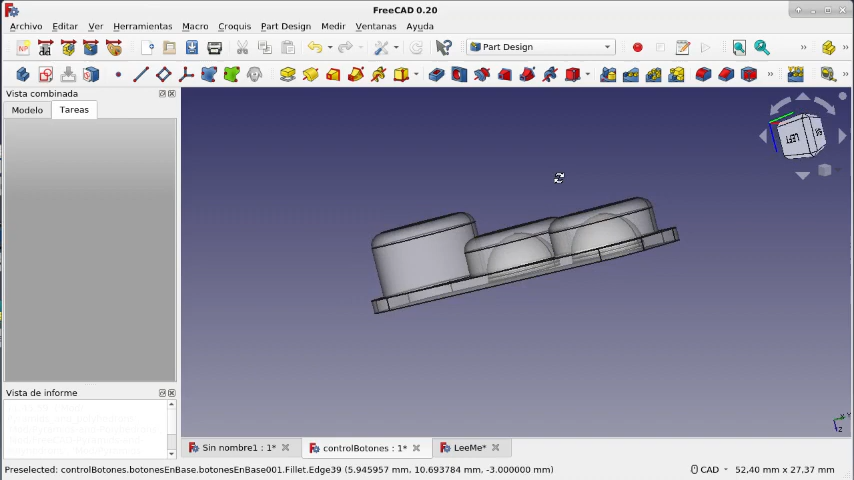 FreeCAD 0.20
Archivo Editar Ver Herramientas Macro Croquis Part Design Medir Ventanas Ayuda
Part Design
Vista combinada
Modelo Tareas
LEFT
Vista de informe
Sin nombre1 : 1* controlBotones : 1* LeeMe*
Preselected: controlBotones.botonesEnBase.botonesEnBase001.Fillet.Edge39 (5.945957 mm, 10.693784 mm, -3.000000 mm) CAD 52,40 mm x 27,37 mm